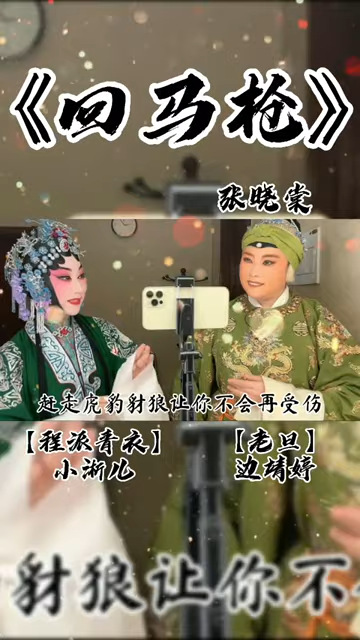 《回马枪》
张晓棠
赶走虎豹豺狼让你不会再受伤
【程派青衣】
小淅儿
【老旦】
边靖婷
豺狼让你不